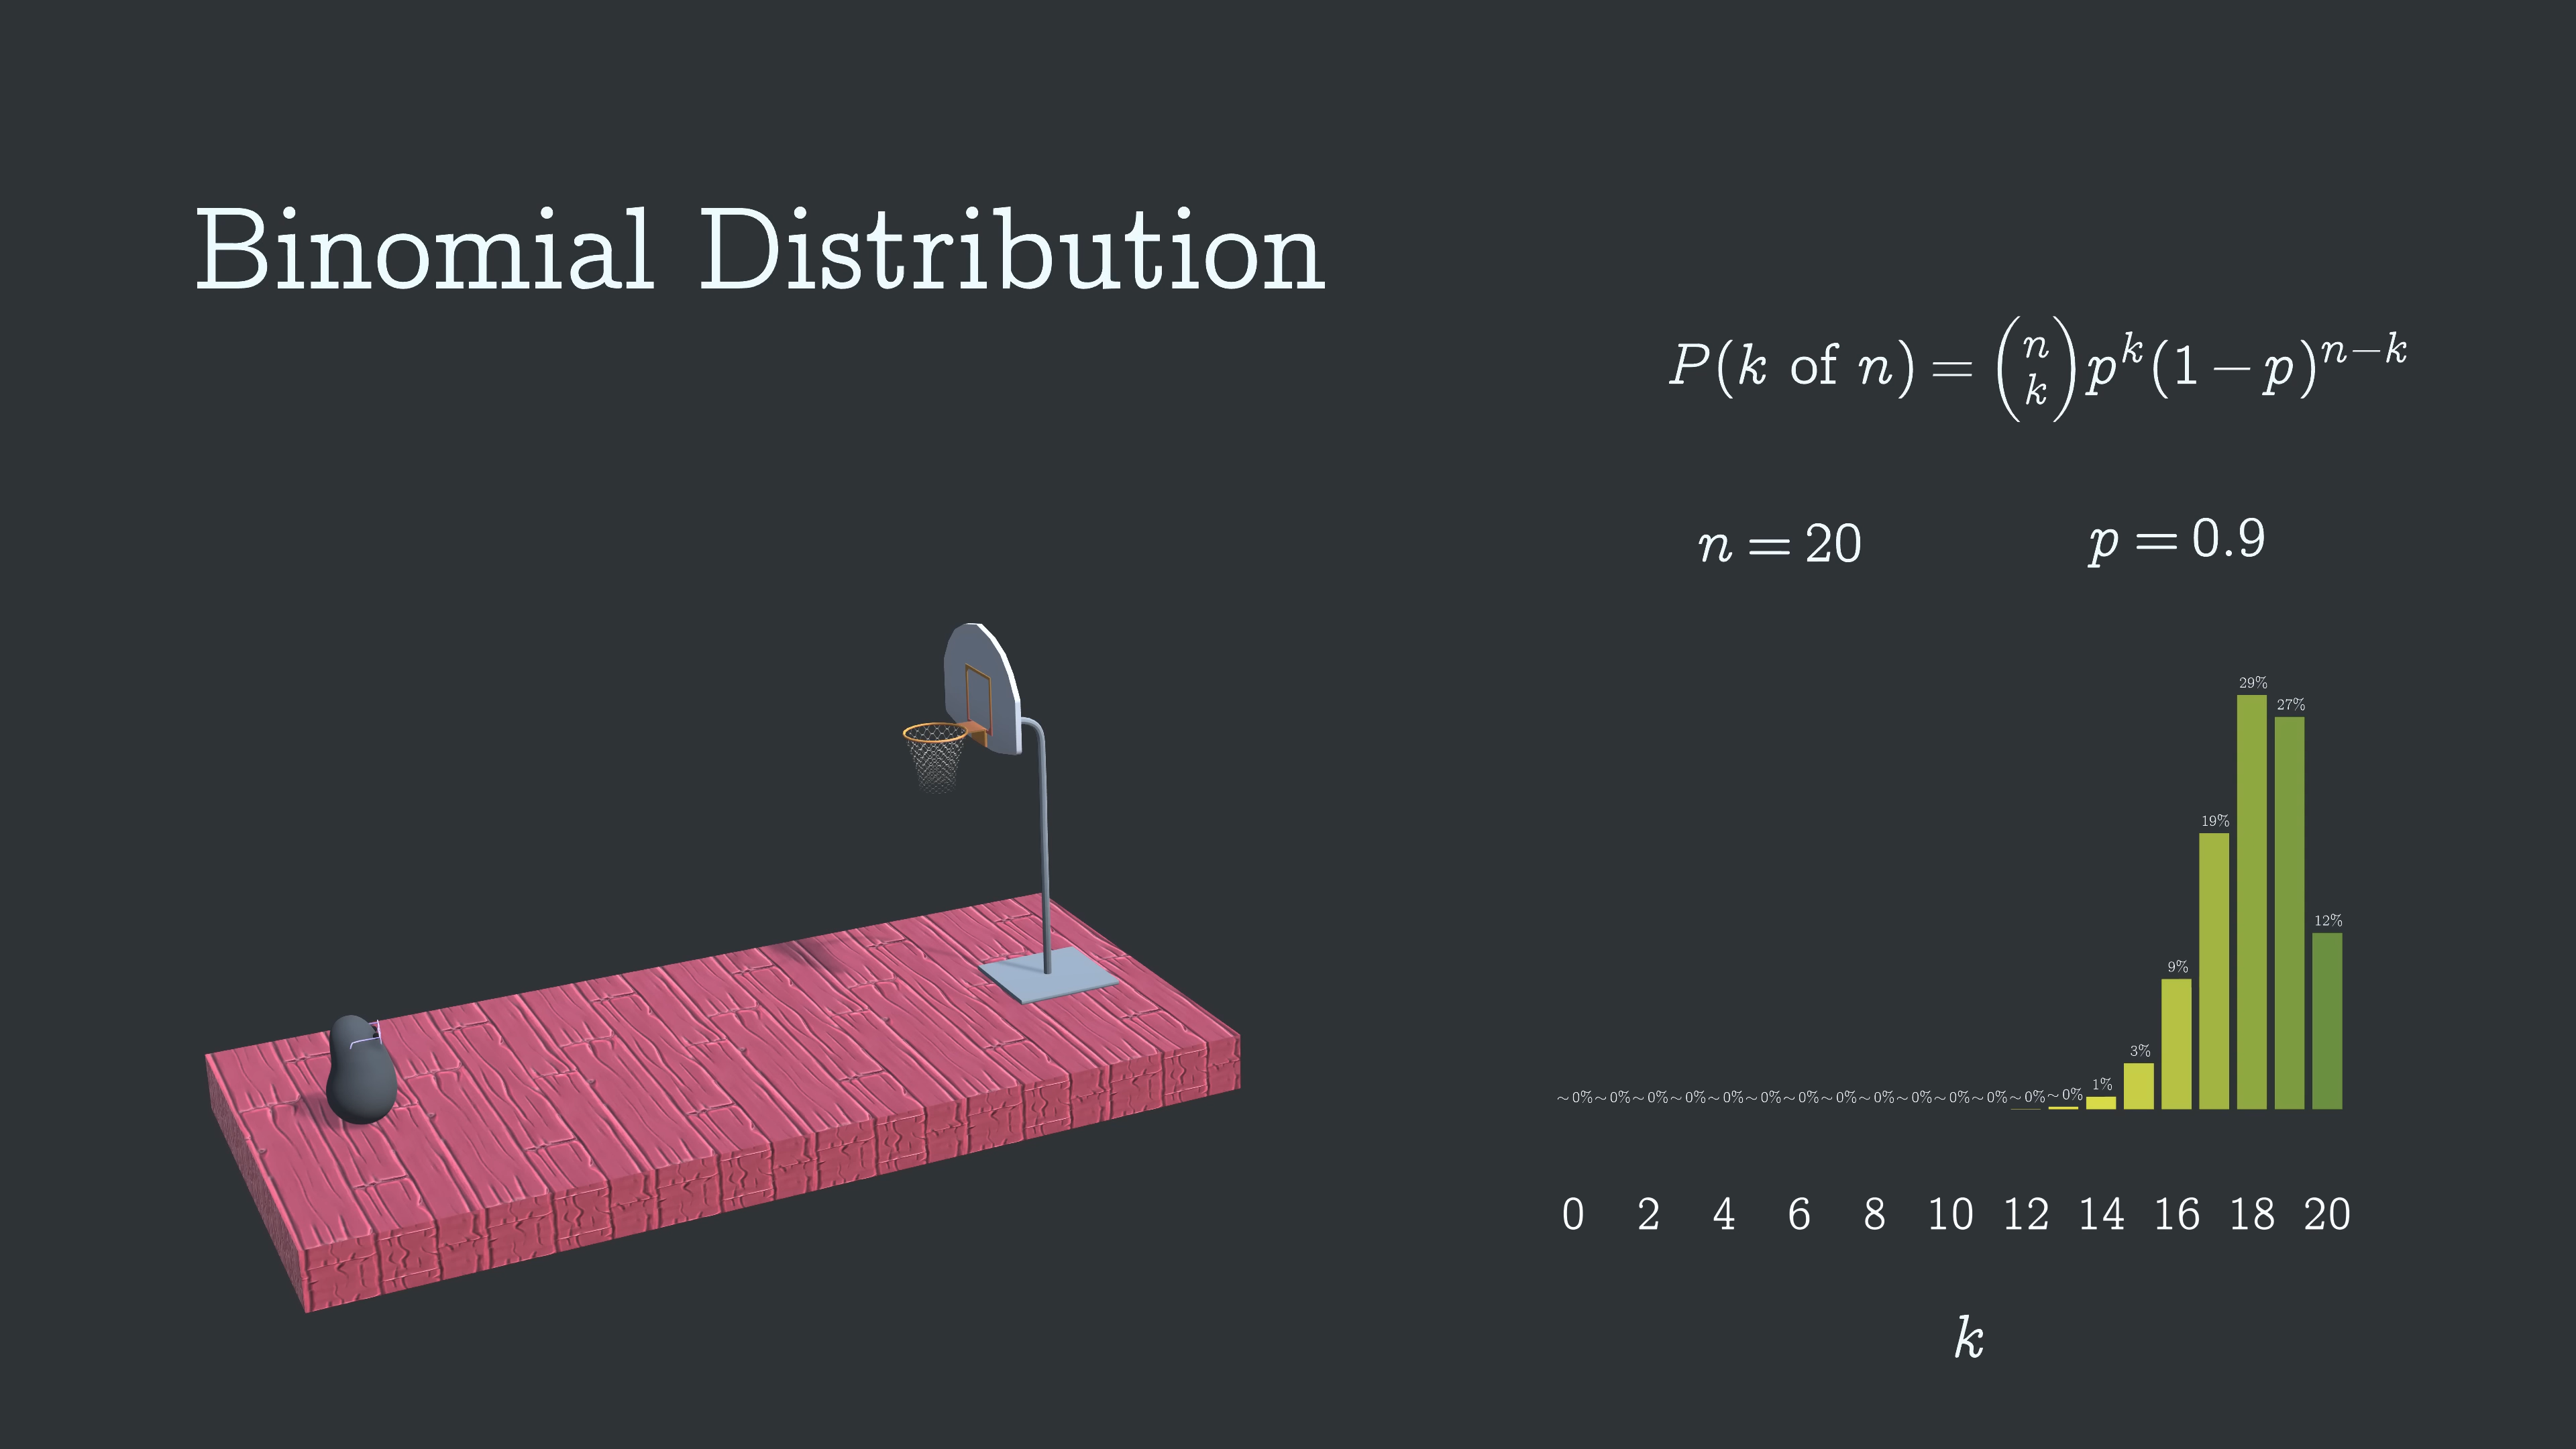 Binomial Distribution
P(k of n) = (n k) p^k (1 − p)^{n−k}
n = 20
p = 0.9
29%
27%
19%
12%
9%
3%
1%
~0% ~0% ~0% ~0% ~0% ~0% ~0% ~0% ~0% ~0% ~0% ~0% ~0% ~0%
0 2 4 6 8 10 12 14 16 18 20
k